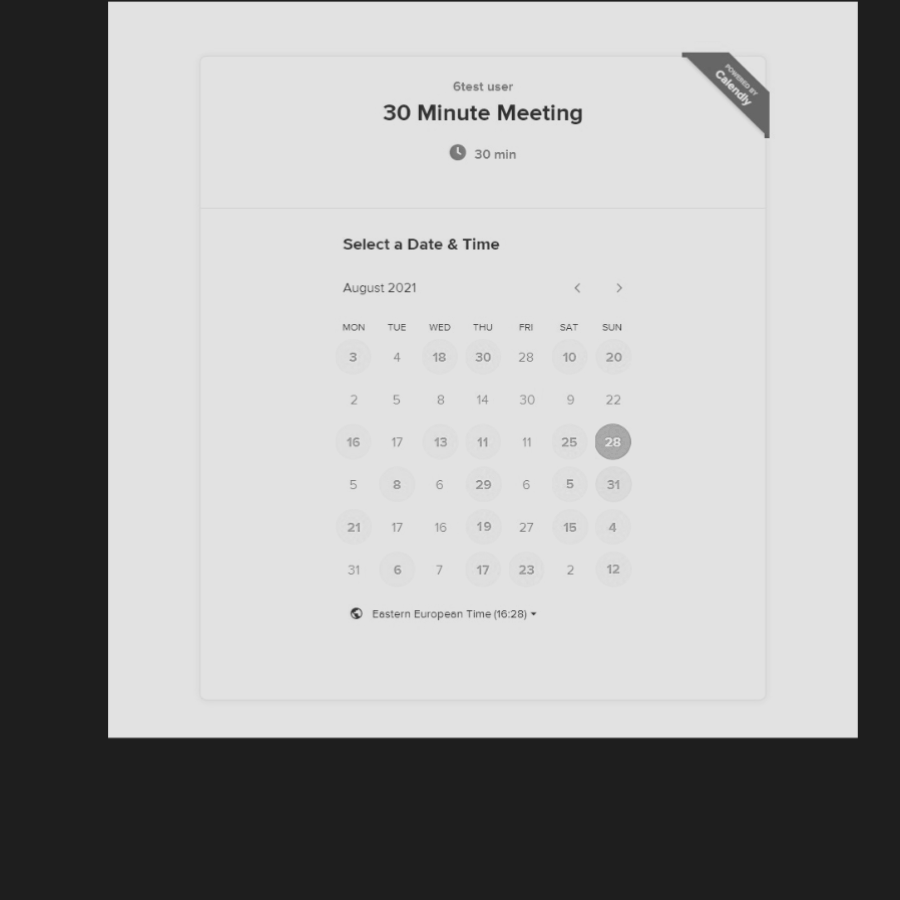 POWERED BY
Calendly
6test user
30 Minute Meeting
30 min
Select a Date & Time
August 2021
MON TUE WED THU FRI SAT SUN
3 4 18 30 28 10 20
2 5 8 14 30 9 22
16 17 13 11 11 25 28
5 8 6 29 6 5 31
21 17 16 19 27 15 4
31 6 7 17 23 2 12
Eastern European Time (16:28)